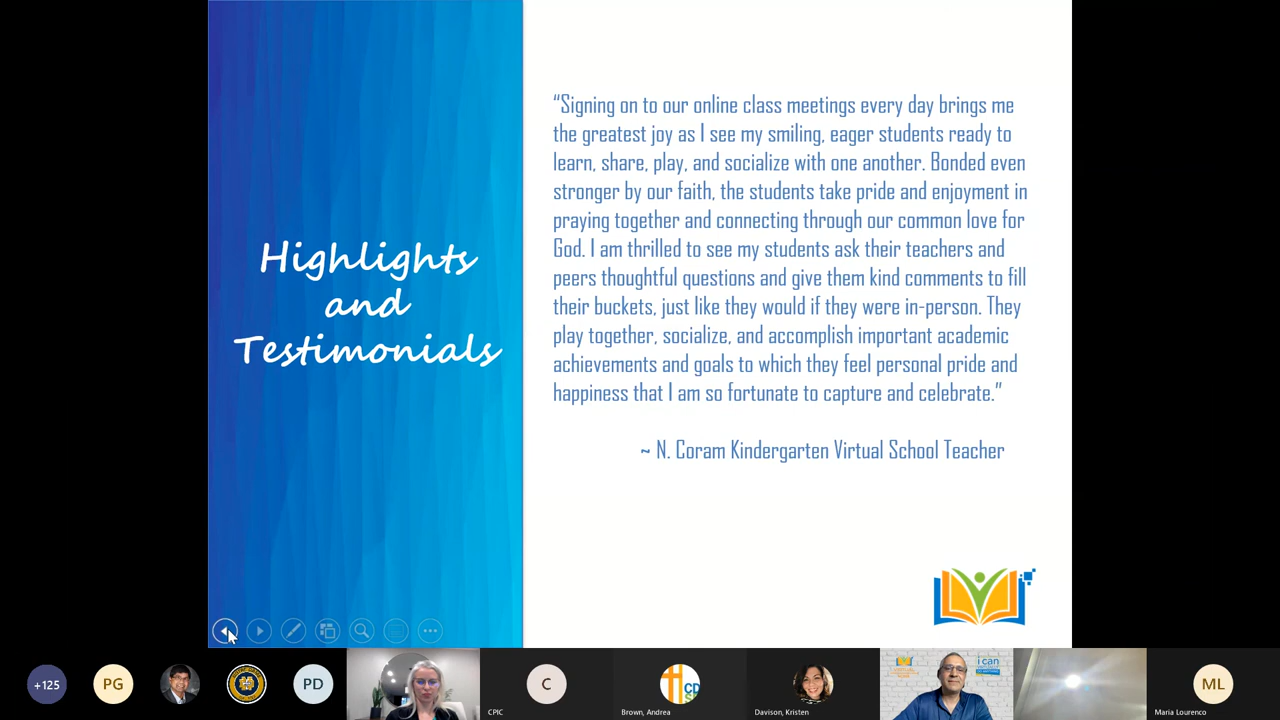 Highlights
and
Testimonials
“Signing on to our online class meetings every day brings me
the greatest joy as I see my smiling, eager students ready to
learn, share, play, and socialize with one another. Bonded even
stronger by our faith, the students take pride and enjoyment in
praying together and connecting through our common love for
God. I am thrilled to see my students ask their teachers and
peers thoughtful questions and give them kind comments to fill
their buckets, just like they would if they were in-person. They
play together, socialize, and accomplish important academic
achievements and goals to which they feel personal pride and
happiness that I am so fortunate to capture and celebrate.”
~ N. Coram Kindergarten Virtual School Teacher
+125
PG
PD
CPIC
C
Brown, Andrea
Davison, Kristen
i can
ML
Maria Lourenco